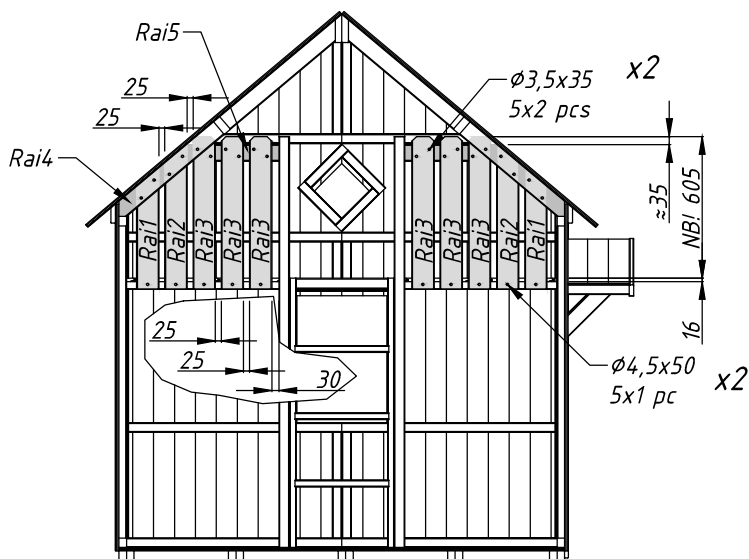 Rai5
Ø3,5x35
5x2 pcs
x2
25
25
Rai4
≈35
NB! 605
Rai1
Rai2
Rai3
Rai3
Rai3
Rai3
Rai3
Rai3
Rai2
Rai1
16
25
25
30
Ø4,5x50
5x1 pc
x2